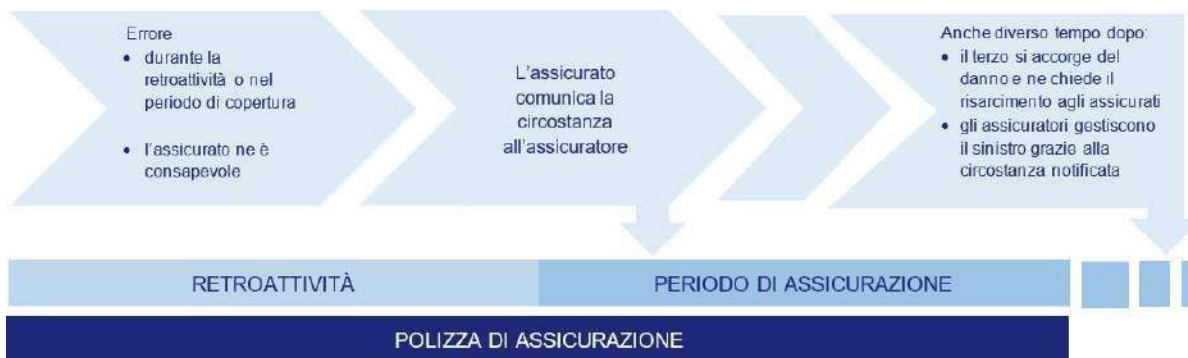 Errore
• durante la
retroattività o nel
periodo di copertura
• l'assicurato ne è
consapevole
L'assicurato
comunica la
circostanza
all'assicuratore
Anche diverso tempo dopo:
• il terzo si accorge del
danno e ne chiede il
risarcimento agli assicurati
• gli assicuratori gestiscono
il sinistro grazie alla
circostanza notificata
RETROATTIVITÀ
PERIODO DI ASSICURAZIONE
POLIZZA DI ASSICURAZIONE